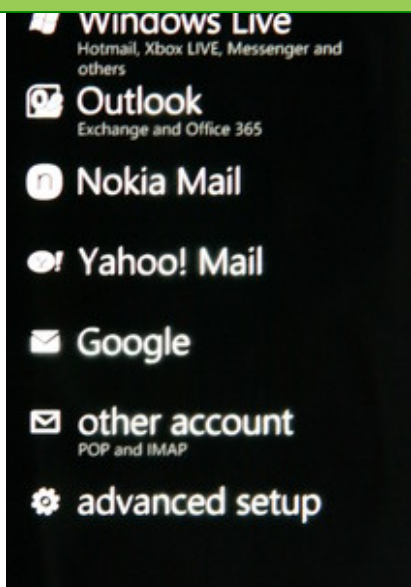 Windows Live
Hotmail, Xbox LIVE, Messenger and
others
Outlook
Exchange and Office 365
n Nokia Mail
Y! Yahoo! Mail
Google
other account
POP and IMAP
advanced setup